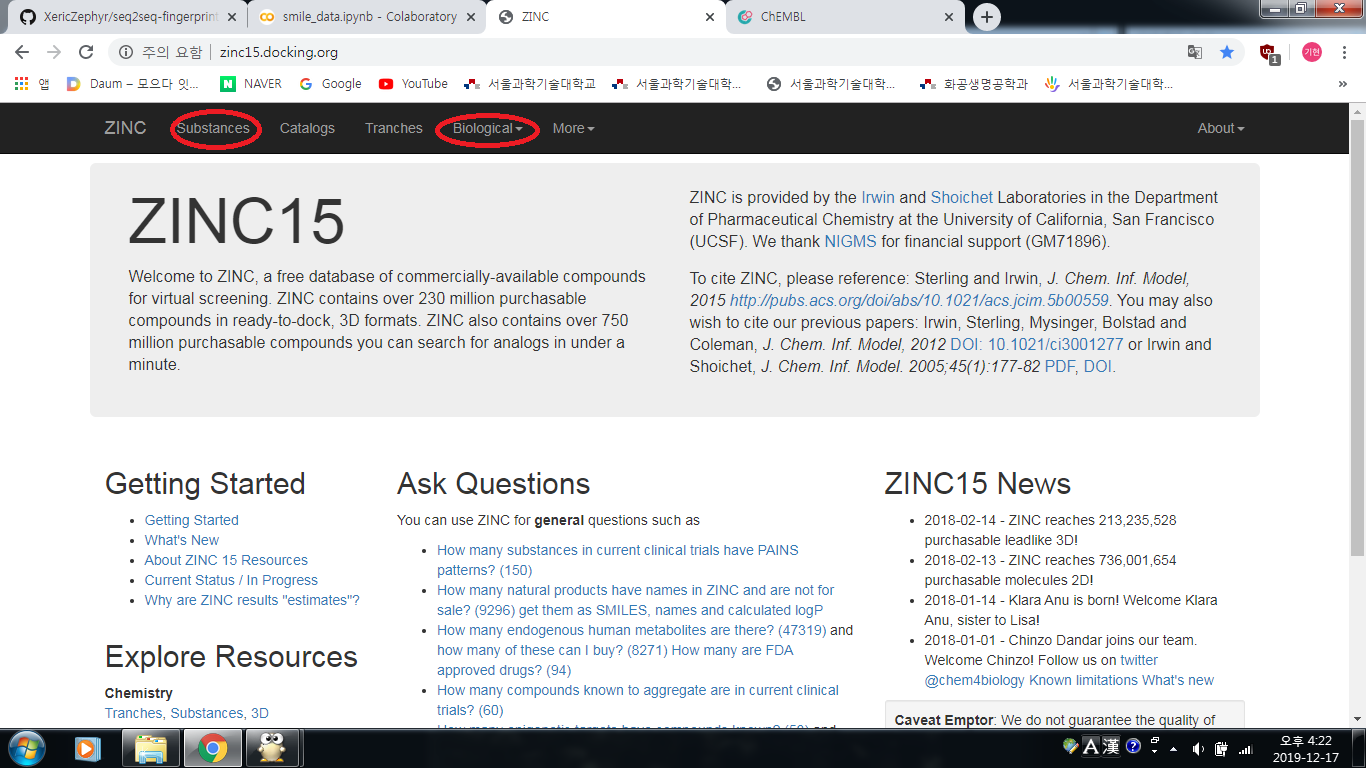 XericZephyr/seq2seq-fingerprint
smile_data.ipynb - Colaboratory
ZINC
ChEMBL
주의 요함
zinc15.docking.org
기현
앱
Daum – 모으다 잇...
NAVER
Google
YouTube
서울과학기술대학교
서울과학기술대학...
서울과학기술대학...
화공생명공학과
서울과학기술대학...
»
ZINC
Substances
Catalogs
Tranches
Biological
More
About
ZINC15
Welcome to ZINC, a free database of commercially-available compounds
for virtual screening. ZINC contains over 230 million purchasable
compounds in ready-to-dock, 3D formats. ZINC also contains over 750
million purchasable compounds you can search for analogs in under a
minute.
ZINC is provided by the Irwin and Shoichet Laboratories in the Department
of Pharmaceutical Chemistry at the University of California, San Francisco
(UCSF). We thank NIGMS for financial support (GM71896).
To cite ZINC, please reference: Sterling and Irwin, J. Chem. Inf. Model,
2015 http://pubs.acs.org/doi/abs/10.1021/acs.jcim.5b00559. You may also
wish to cite our previous papers: Irwin, Sterling, Mysinger, Bolstad and
Coleman, J. Chem. Inf. Model, 2012 DOI: 10.1021/ci3001277 or Irwin and
Shoichet, J. Chem. Inf. Model. 2005;45(1):177-82 PDF, DOI.
Getting Started
Getting Started
What's New
About ZINC 15 Resources
Current Status / In Progress
Why are ZINC results "estimates"?
Explore Resources
Chemistry
Tranches, Substances, 3D
Ask Questions
You can use ZINC for general questions such as
How many substances in current clinical trials have PAINS
patterns? (150)
How many natural products have names in ZINC and are not for
sale? (9296) get them as SMILES, names and calculated logP
How many endogenous human metabolites are there? (47319) and
how many of these can I buy? (8271) How many are FDA
approved drugs? (94)
How many compounds known to aggregate are in current clinical
trials? (60)
How many epigenetic targets have compounds known? (59) and
ZINC15 News
2018-02-14 - ZINC reaches 213,235,528
purchasable leadlike 3D!
2018-02-13 - ZINC reaches 736,001,654
purchasable molecules 2D!
2018-01-14 - Klara Anu is born! Welcome Klara
Anu, sister to Lisa!
2018-01-01 - Chinzo Dandar joins our team.
Welcome Chinzo! Follow us on twitter
@chem4biology Known limitations What's new
Caveat Emptor: We do not guarantee the quality of
A 漢
오후 4:22
2019-12-17